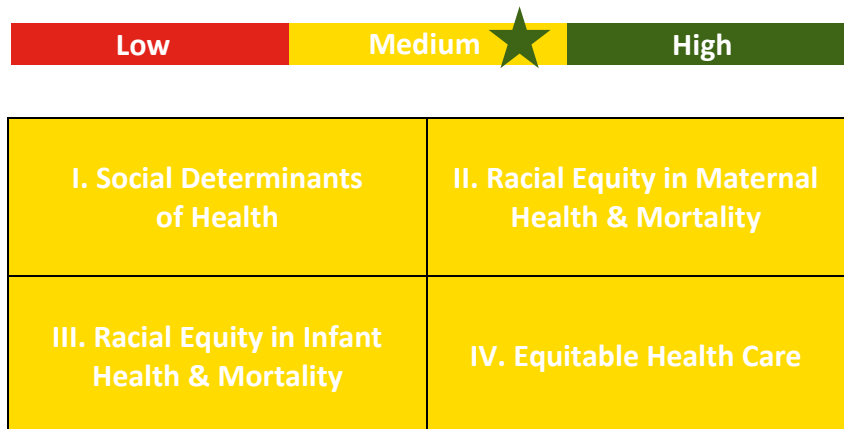 Low
Medium
High
I. Social Determinants
of Health
II. Racial Equity in Maternal
Health & Mortality
III. Racial Equity in Infant
Health & Mortality
IV. Equitable Health Care